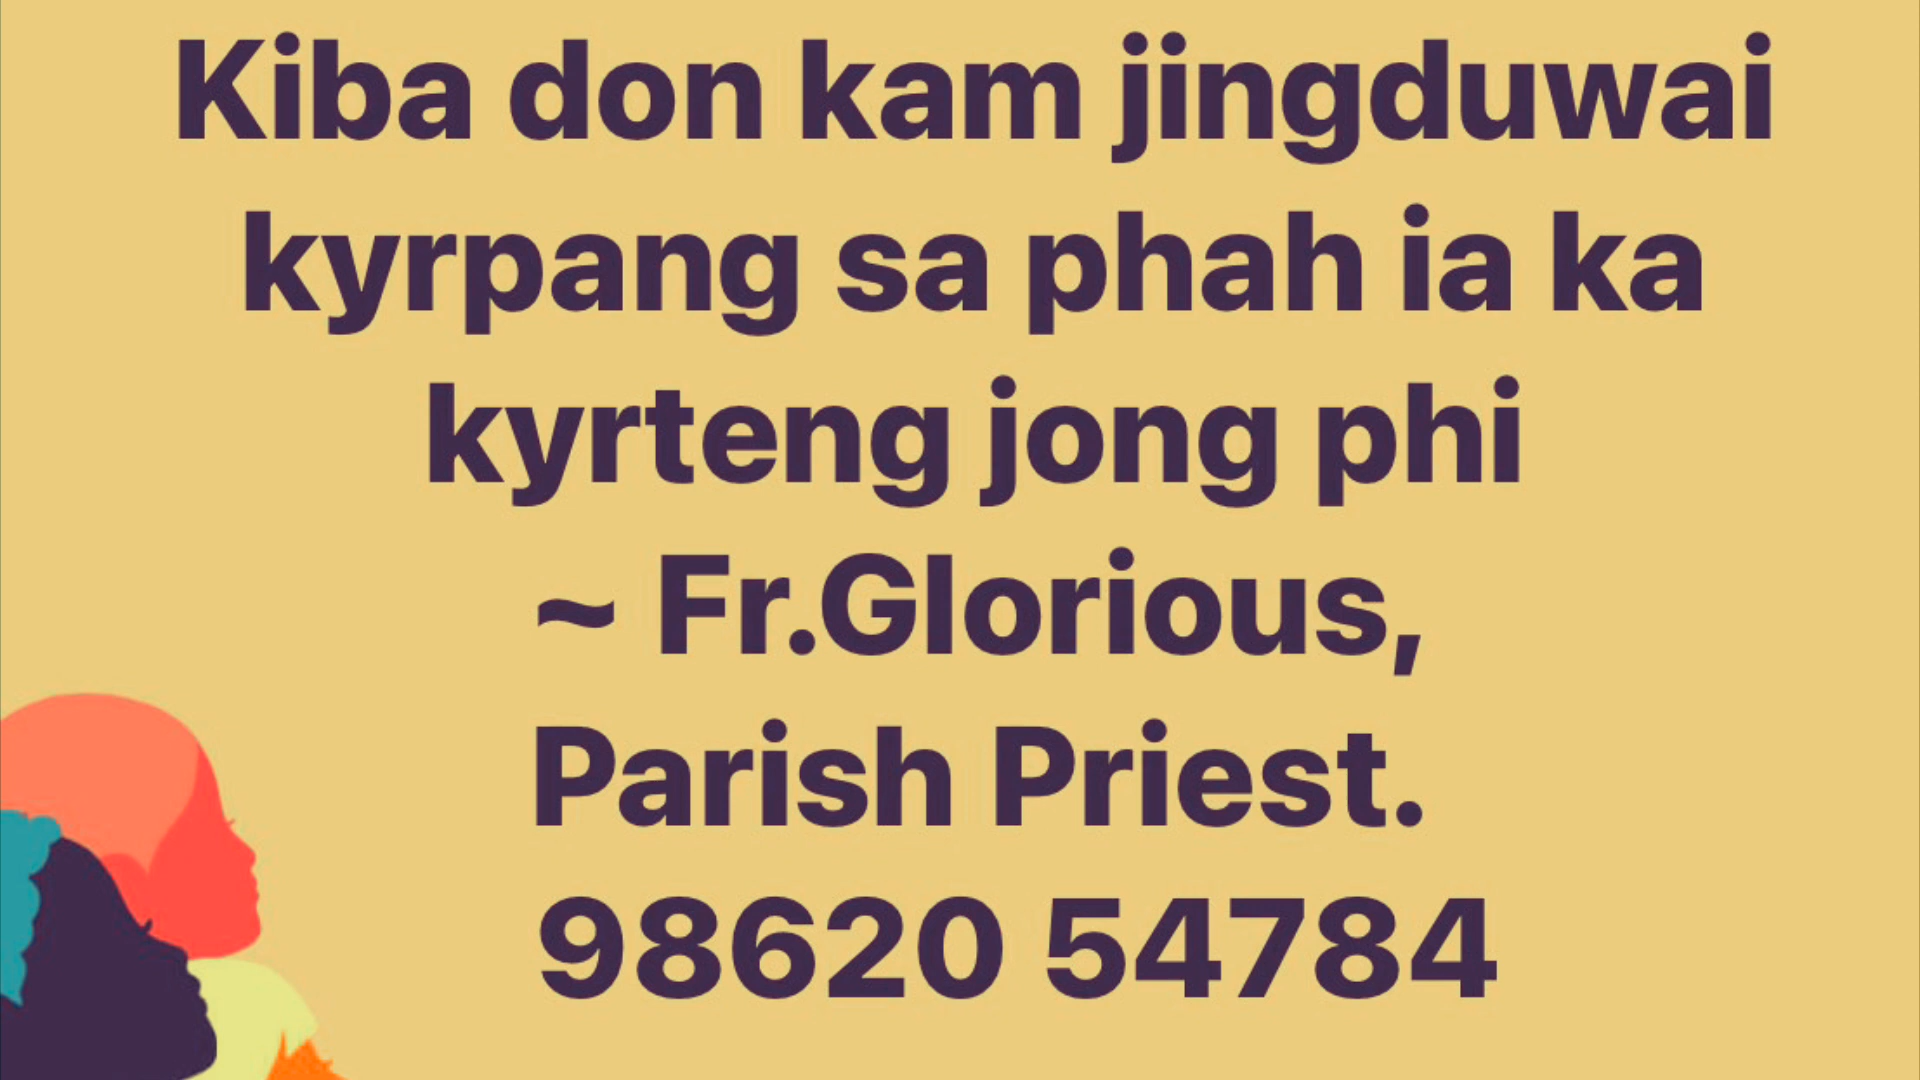 Kiba don kam jingduwai
kyrpang sa phah ia ka
kyrteng jong phi
~ Fr.Glorious,
Parish Priest.
98620 54784